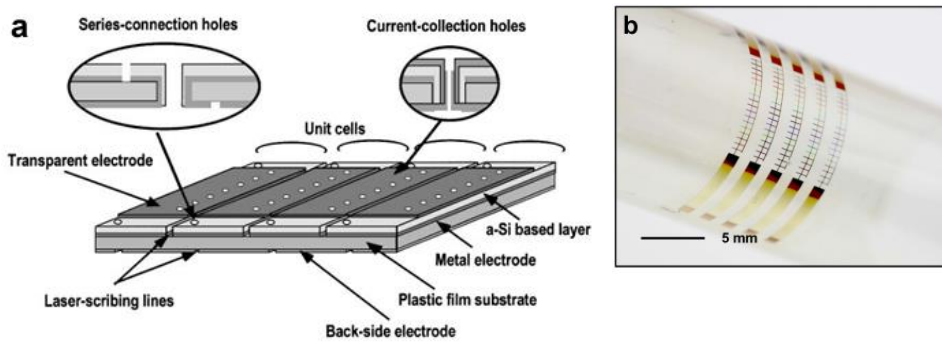 a
Series-connection holes
Current-collection holes
Unit cells
Transparent electrode
a-Si based layer
Metal electrode
Plastic film substrate
Laser-scribing lines
Back-side electrode
b
5 mm